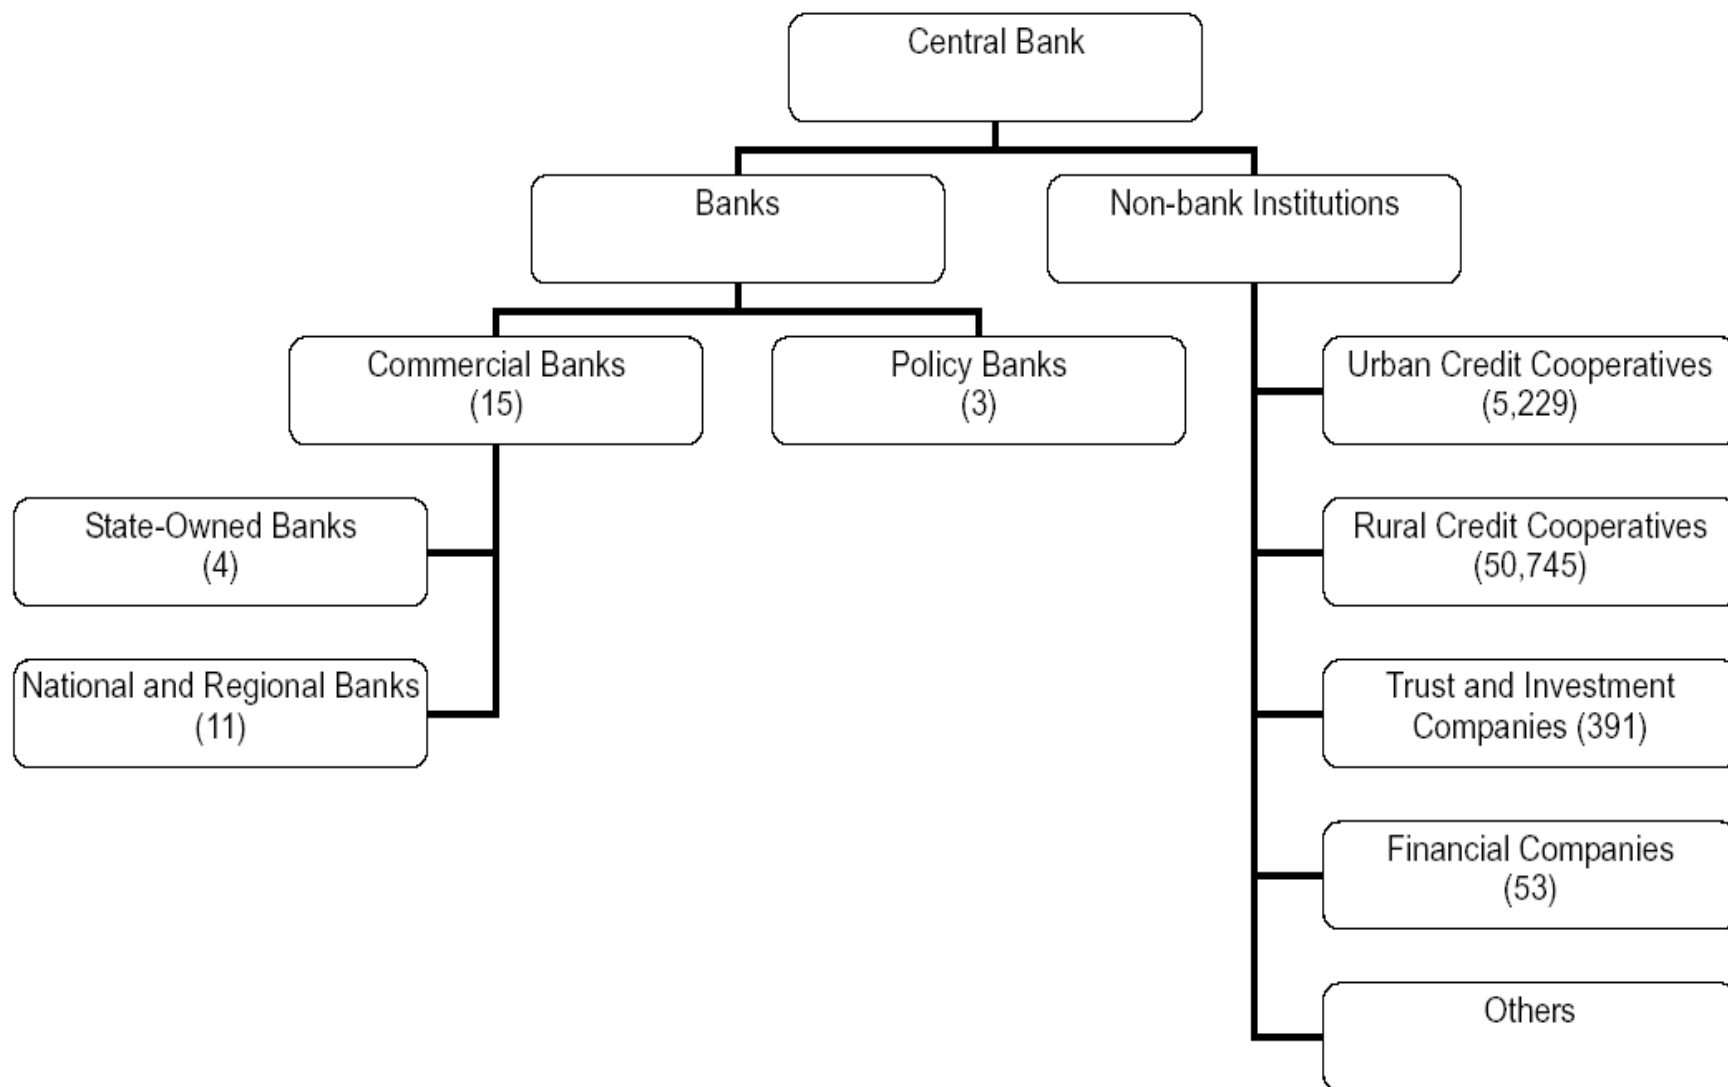 Central Bank
Banks
Non-bank Institutions
Commercial Banks
(15)
Policy Banks
(3)
Urban Credit Cooperatives
(5,229)
State-Owned Banks
(4)
Rural Credit Cooperatives
(50,745)
National and Regional Banks
(11)
Trust and Investment
Companies (391)
Financial Companies
(53)
Others